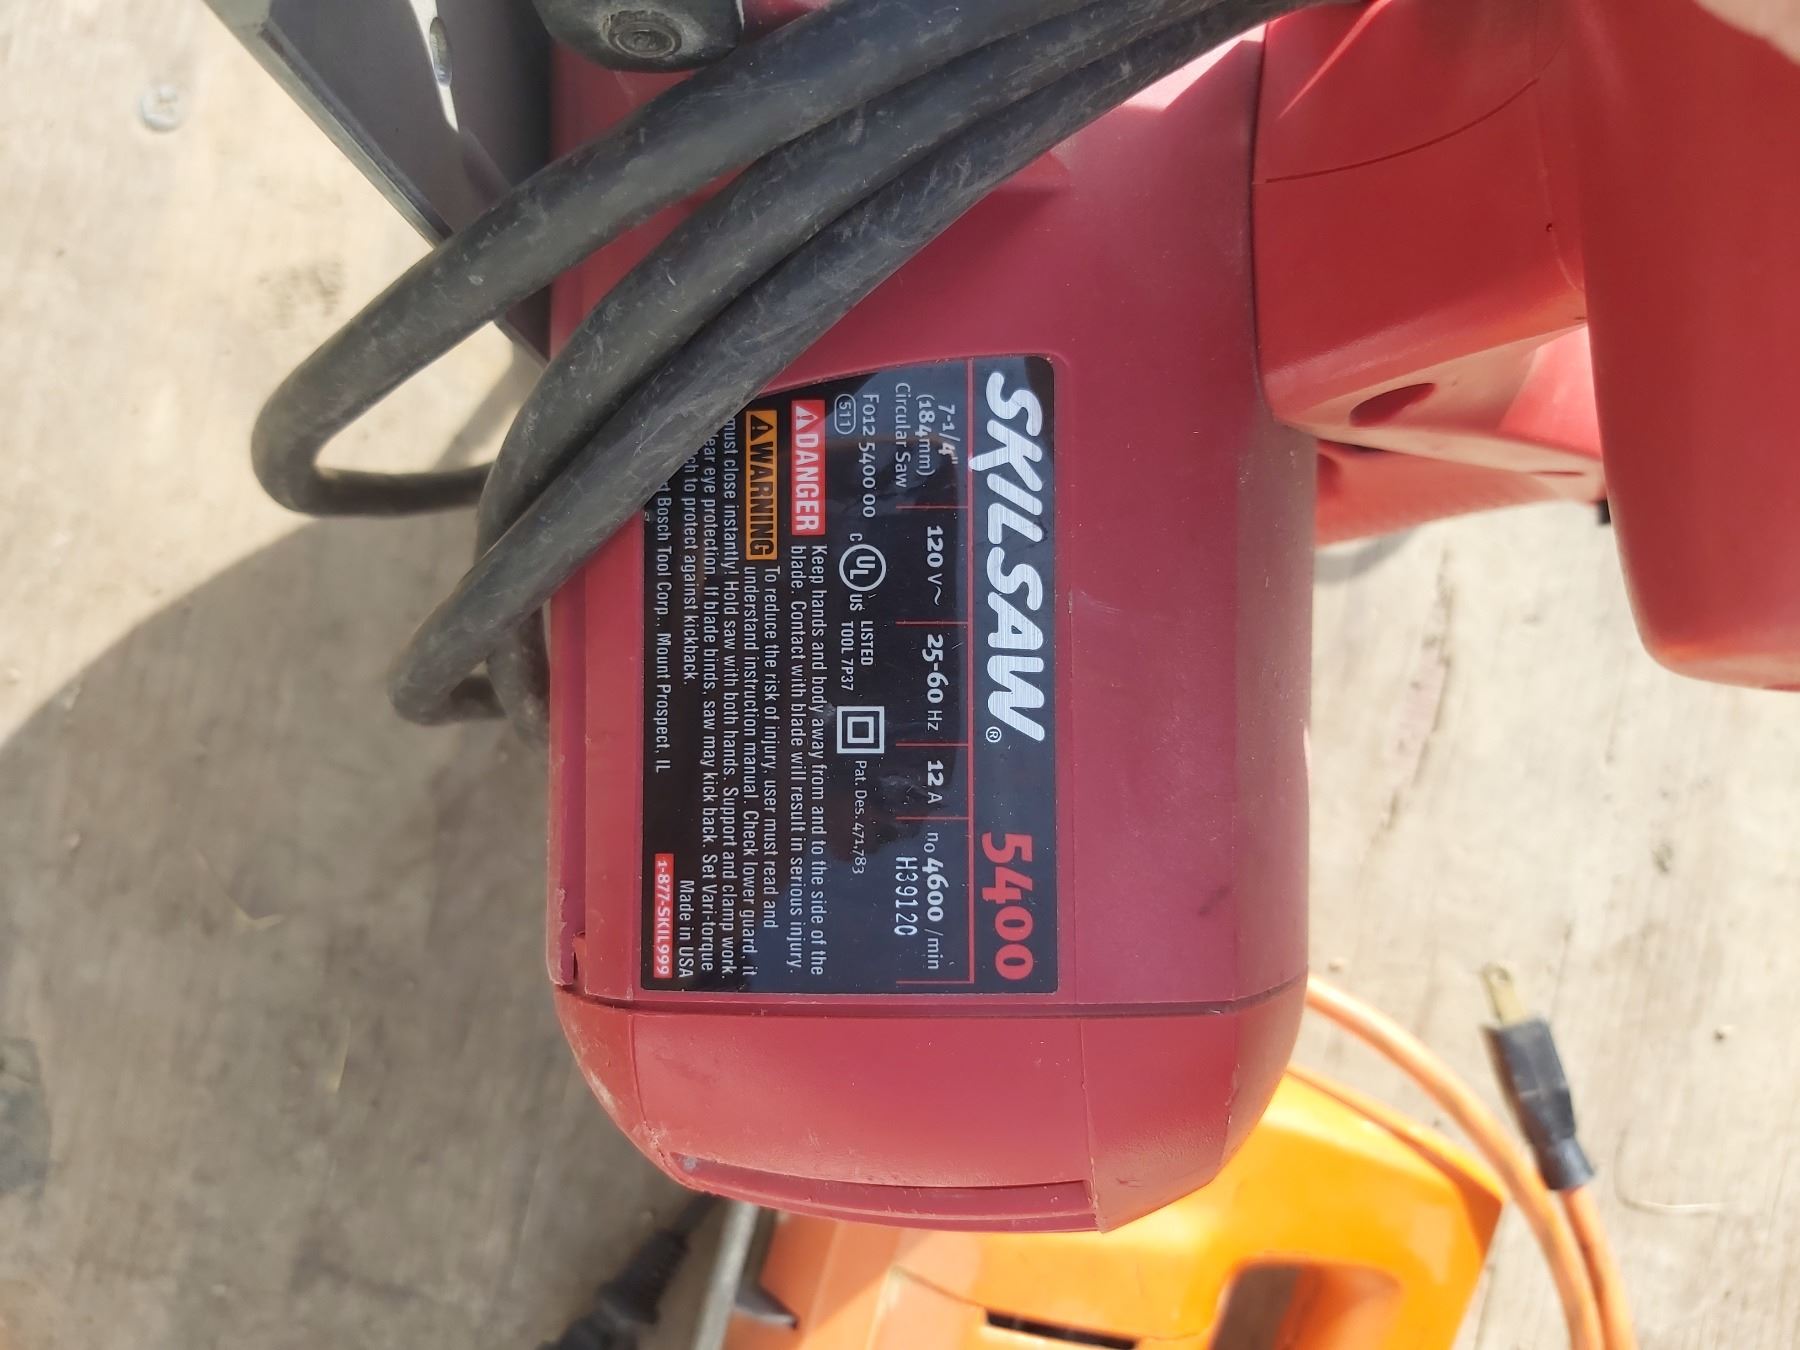 SKILSAW® 5400
7-1/4" 120 V~ 25-60 Hz 12 A no 4600 /min
(184mm) H39120
Circular Saw
F012 5400 00 c UL us LISTED Pat. Des. 471,783
511 TOOL 7P37
DANGER Keep hands and body away from and to the side of the
blade. Contact with blade will result in serious injury.
WARNING To reduce the risk of injury, user must read and
understand instruction manual. Check lower guard, it
must close instantly! Hold saw with both hands. Support and clamp work.
eye protection. If blade binds, saw may kick back. Set Vari-torque
to protect against kickback Made in USA
Bosch Tool Corp., Mount Prospect, IL 1-877-SKIL999